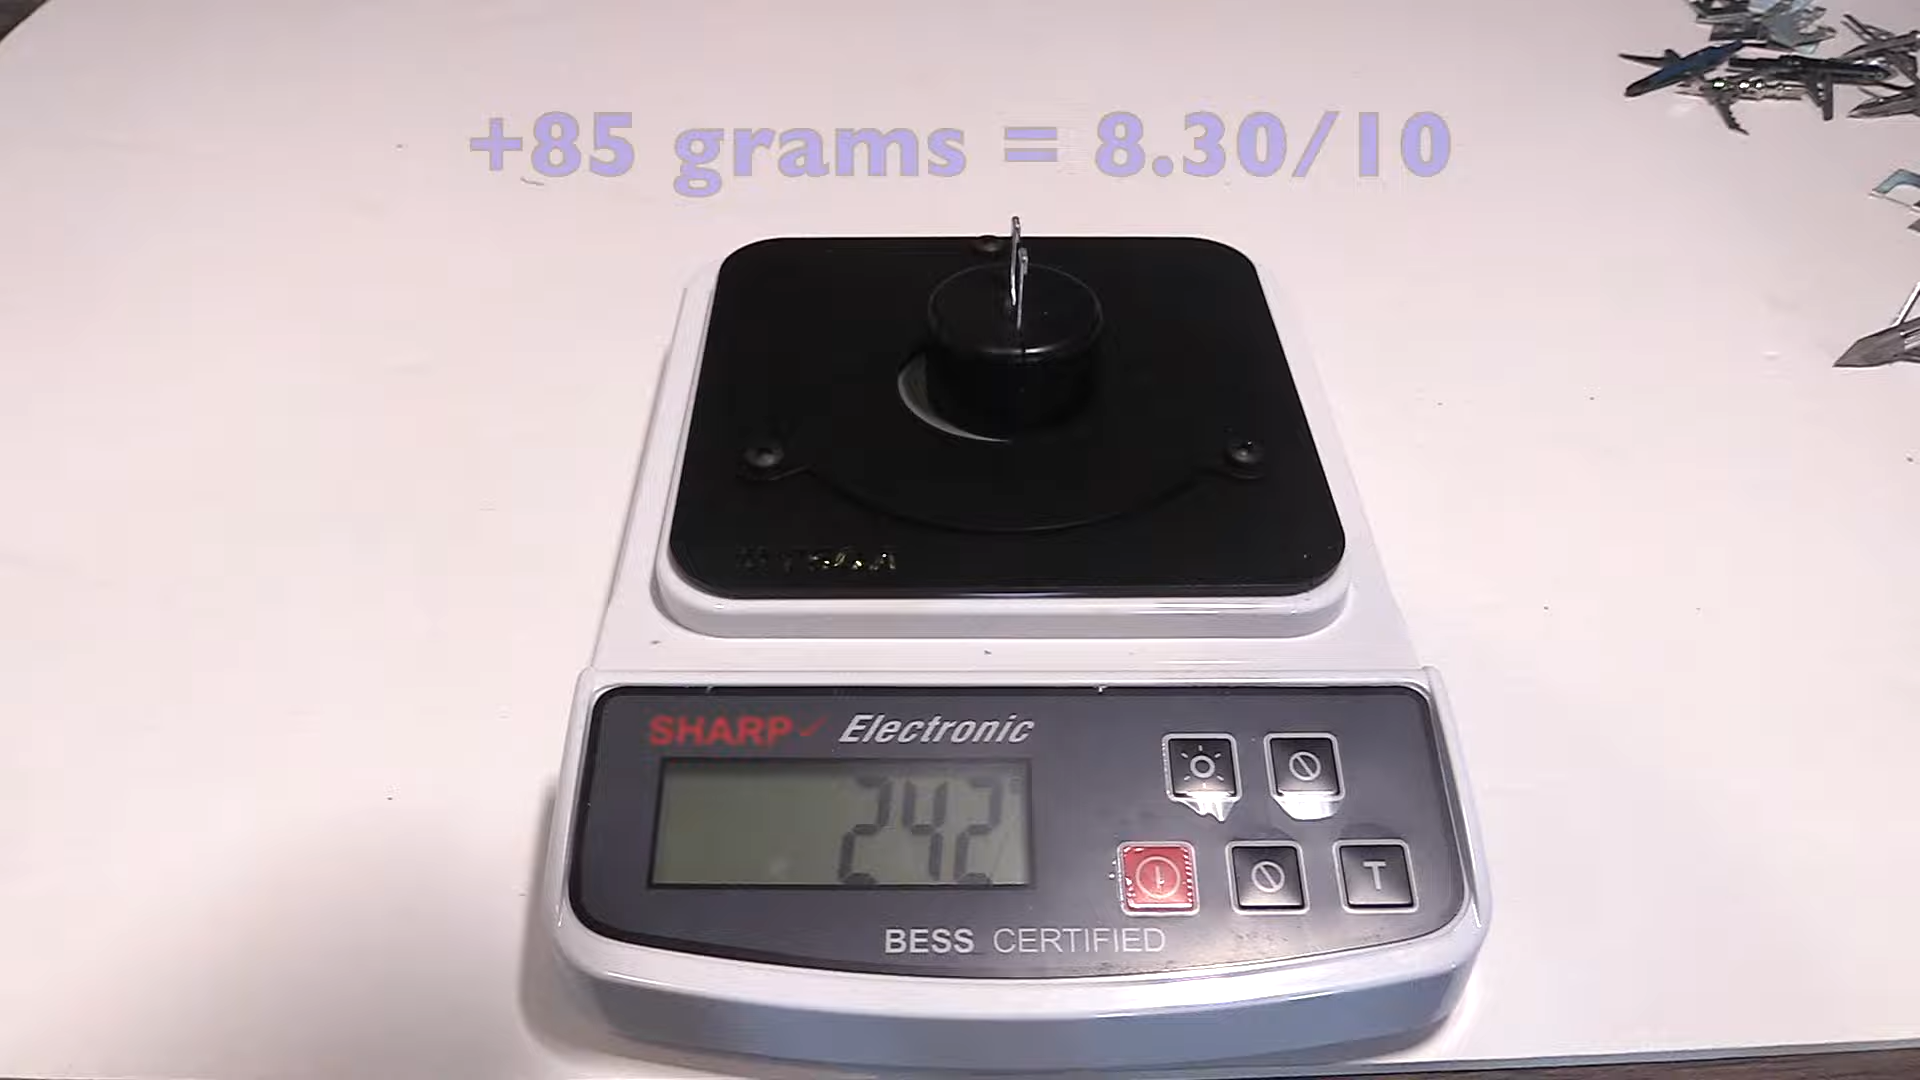 +85 grams = 8.30/10
SHARP Electronic
242
T
BESS CERTIFIED